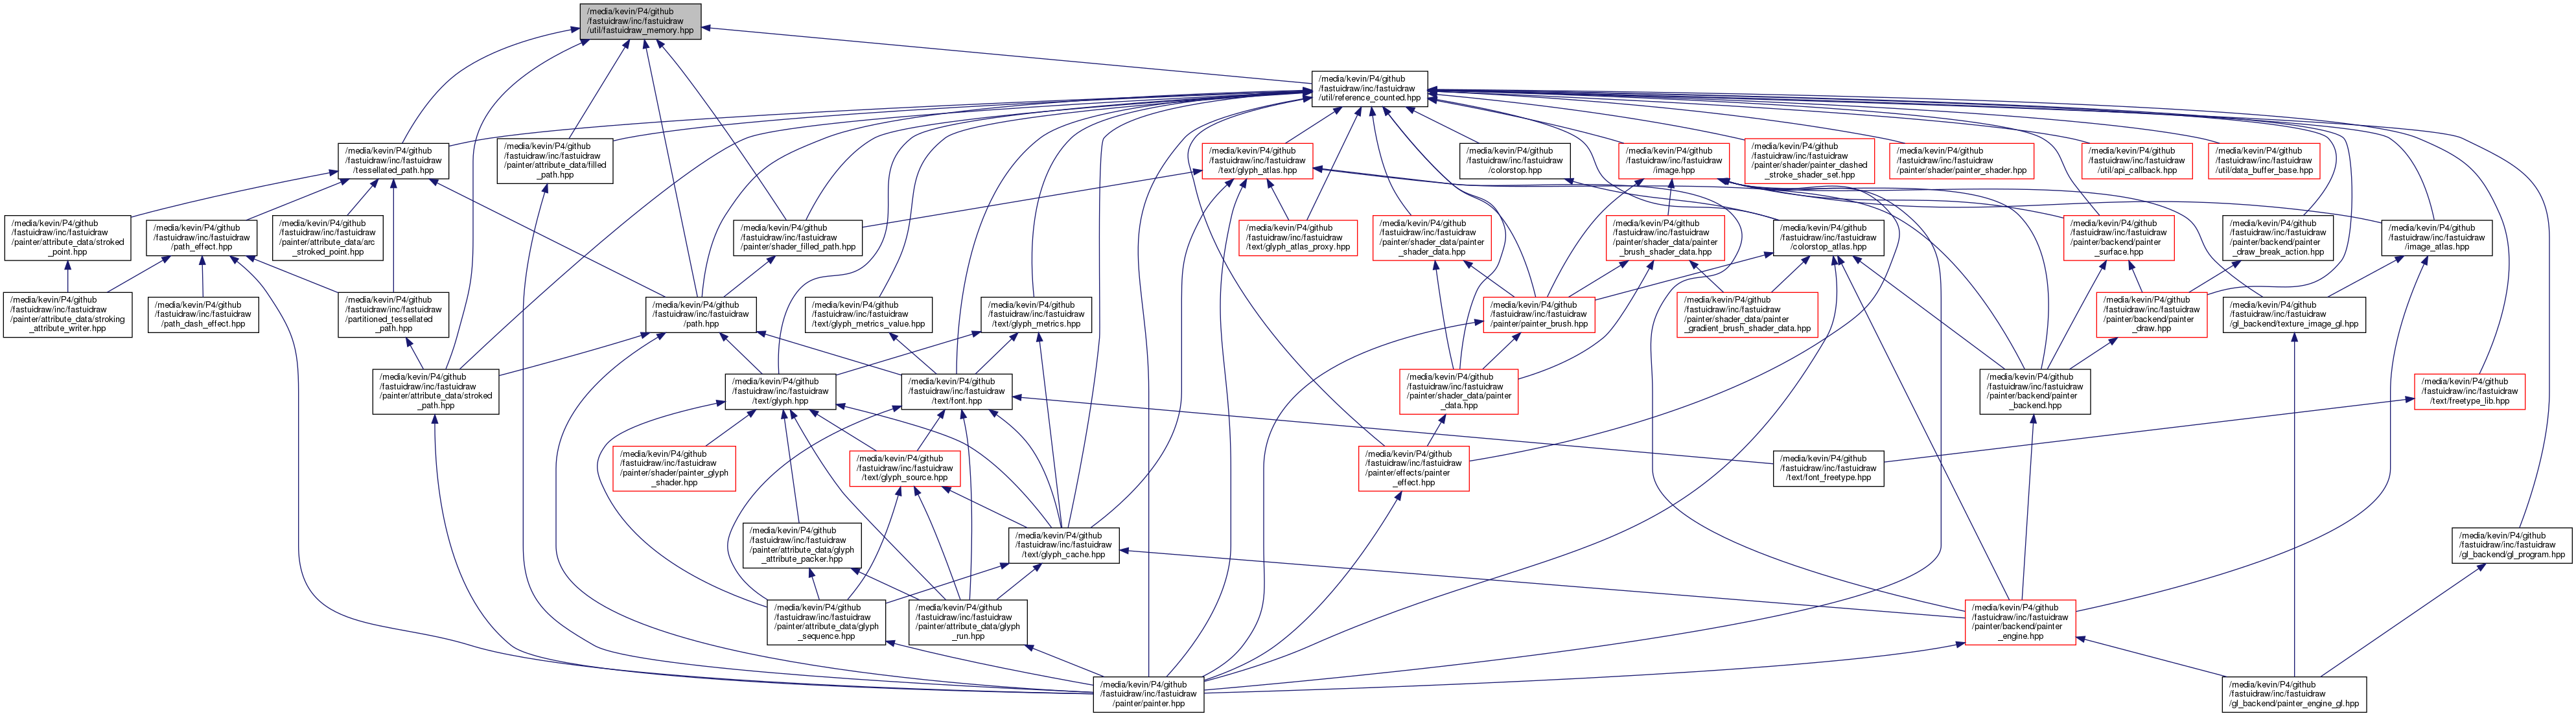 /media/kevin/P4/github
/fastuidraw/inc/fastuidraw
/util/fastuidraw_memory.hpp
/media/kevin/P4/github
/fastuidraw/inc/fastuidraw
/util/reference_counted.hpp
/media/kevin/P4/github
/fastuidraw/inc/fastuidraw
/tessellated_path.hpp
/media/kevin/P4/github
/fastuidraw/inc/fastuidraw
/painter/attribute_data/filled
_path.hpp
/media/kevin/P4/github
/fastuidraw/inc/fastuidraw
/text/glyph_atlas.hpp
/media/kevin/P4/github
/fastuidraw/inc/fastuidraw
/colorstop.hpp
/media/kevin/P4/github
/fastuidraw/inc/fastuidraw
/image.hpp
/media/kevin/P4/github
/fastuidraw/inc/fastuidraw
/painter/shader/painter_dashed
_stroke_shader_set.hpp
/media/kevin/P4/github
/fastuidraw/inc/fastuidraw
/painter/shader/painter_shader.hpp
/media/kevin/P4/github
/fastuidraw/inc/fastuidraw
/util/api_callback.hpp
/media/kevin/P4/github
/fastuidraw/inc/fastuidraw
/util/data_buffer_base.hpp
/media/kevin/P4/github
/fastuidraw/inc/fastuidraw
/painter/attribute_data/stroked
_point.hpp
/media/kevin/P4/github
/fastuidraw/inc/fastuidraw
/path_effect.hpp
/media/kevin/P4/github
/fastuidraw/inc/fastuidraw
/painter/attribute_data/arc
_stroked_point.hpp
/media/kevin/P4/github
/fastuidraw/inc/fastuidraw
/painter/shader_filled_path.hpp
/media/kevin/P4/github
/fastuidraw/inc/fastuidraw
/text/glyph_atlas_proxy.hpp
/media/kevin/P4/github
/fastuidraw/inc/fastuidraw
/painter/shader_data/painter
_shader_data.hpp
/media/kevin/P4/github
/fastuidraw/inc/fastuidraw
/painter/shader_data/painter
_brush_shader_data.hpp
/media/kevin/P4/github
/fastuidraw/inc/fastuidraw
/colorstop_atlas.hpp
/media/kevin/P4/github
/fastuidraw/inc/fastuidraw
/painter/backend/painter
_surface.hpp
/media/kevin/P4/github
/fastuidraw/inc/fastuidraw
/painter/backend/painter
_draw_break_action.hpp
/media/kevin/P4/github
/fastuidraw/inc/fastuidraw
/image_atlas.hpp
/media/kevin/P4/github
/fastuidraw/inc/fastuidraw
/painter/attribute_data/stroking
_attribute_writer.hpp
/media/kevin/P4/github
/fastuidraw/inc/fastuidraw
/path_dash_effect.hpp
/media/kevin/P4/github
/fastuidraw/inc/fastuidraw
/partitioned_tessellated
_path.hpp
/media/kevin/P4/github
/fastuidraw/inc/fastuidraw
/path.hpp
/media/kevin/P4/github
/fastuidraw/inc/fastuidraw
/text/glyph_metrics_value.hpp
/media/kevin/P4/github
/fastuidraw/inc/fastuidraw
/text/glyph_metrics.hpp
/media/kevin/P4/github
/fastuidraw/inc/fastuidraw
/painter/painter_brush.hpp
/media/kevin/P4/github
/fastuidraw/inc/fastuidraw
/painter/shader_data/painter
_gradient_brush_shader_data.hpp
/media/kevin/P4/github
/fastuidraw/inc/fastuidraw
/painter/backend/painter
_draw.hpp
/media/kevin/P4/github
/fastuidraw/inc/fastuidraw
/gl_backend/texture_image_gl.hpp
/media/kevin/P4/github
/fastuidraw/inc/fastuidraw
/painter/attribute_data/stroked
_path.hpp
/media/kevin/P4/github
/fastuidraw/inc/fastuidraw
/text/glyph.hpp
/media/kevin/P4/github
/fastuidraw/inc/fastuidraw
/text/font.hpp
/media/kevin/P4/github
/fastuidraw/inc/fastuidraw
/painter/shader_data/painter
_data.hpp
/media/kevin/P4/github
/fastuidraw/inc/fastuidraw
/painter/backend/painter
_backend.hpp
/media/kevin/P4/github
/fastuidraw/inc/fastuidraw
/text/freetype_lib.hpp
/media/kevin/P4/github
/fastuidraw/inc/fastuidraw
/painter/shader/painter_glyph
_shader.hpp
/media/kevin/P4/github
/fastuidraw/inc/fastuidraw
/text/glyph_source.hpp
/media/kevin/P4/github
/fastuidraw/inc/fastuidraw
/painter/effects/painter
_effect.hpp
/media/kevin/P4/github
/fastuidraw/inc/fastuidraw
/text/font_freetype.hpp
/media/kevin/P4/github
/fastuidraw/inc/fastuidraw
/painter/attribute_data/glyph
_attribute_packer.hpp
/media/kevin/P4/github
/fastuidraw/inc/fastuidraw
/text/glyph_cache.hpp
/media/kevin/P4/github
/fastuidraw/inc/fastuidraw
/gl_backend/gl_program.hpp
/media/kevin/P4/github
/fastuidraw/inc/fastuidraw
/painter/attribute_data/glyph
_sequence.hpp
/media/kevin/P4/github
/fastuidraw/inc/fastuidraw
/painter/attribute_data/glyph
_run.hpp
/media/kevin/P4/github
/fastuidraw/inc/fastuidraw
/painter/backend/painter
_engine.hpp
/media/kevin/P4/github
/fastuidraw/inc/fastuidraw
/painter/painter.hpp
/media/kevin/P4/github
/fastuidraw/inc/fastuidraw
/gl_backend/painter_engine_gl.hpp